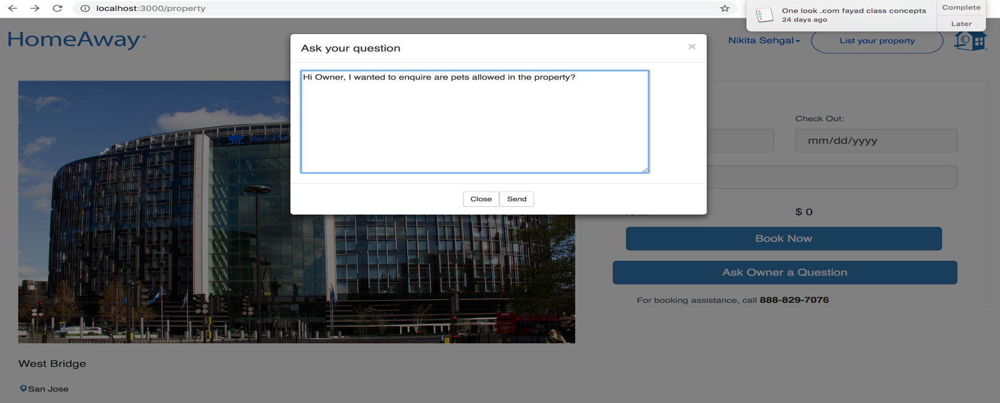 localhost:3000/property
One look .com fayad class concepts
24 days ago
Complete
Later
HomeAway
Nikita Sehgal
List your property
Ask your question
×
Hi Owner, I wanted to enquire are pets allowed in the property?
Close
Send
Check Out:
mm/dd/yyyy
$ 0
Book Now
Ask Owner a Question
For booking assistance, call 888-829-7076
West Bridge
San Jose